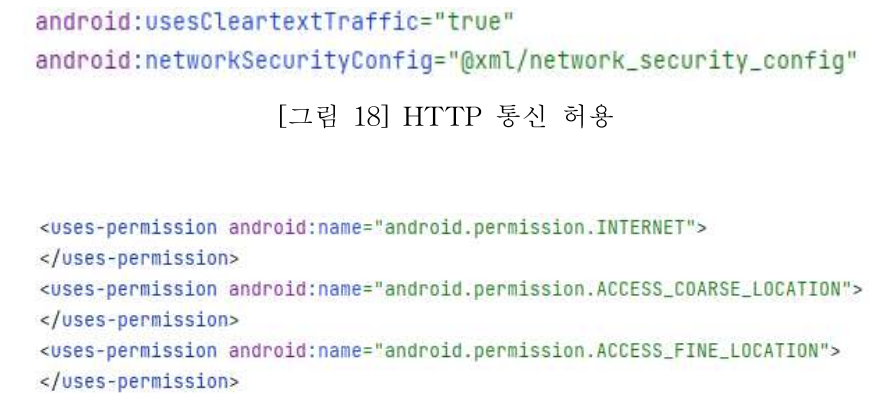 android:usesCleartextTraffic="true"
android:networkSecurityConfig="@xml/network_security_config"
[그림 18] HTTP 통신 허용
<uses-permission android:name="android.permission.INTERNET">
</uses-permission>
<uses-permission android:name="android.permission.ACCESS_COARSE_LOCATION">
</uses-permission>
<uses-permission android:name="android.permission.ACCESS_FINE_LOCATION">
</uses-permission>